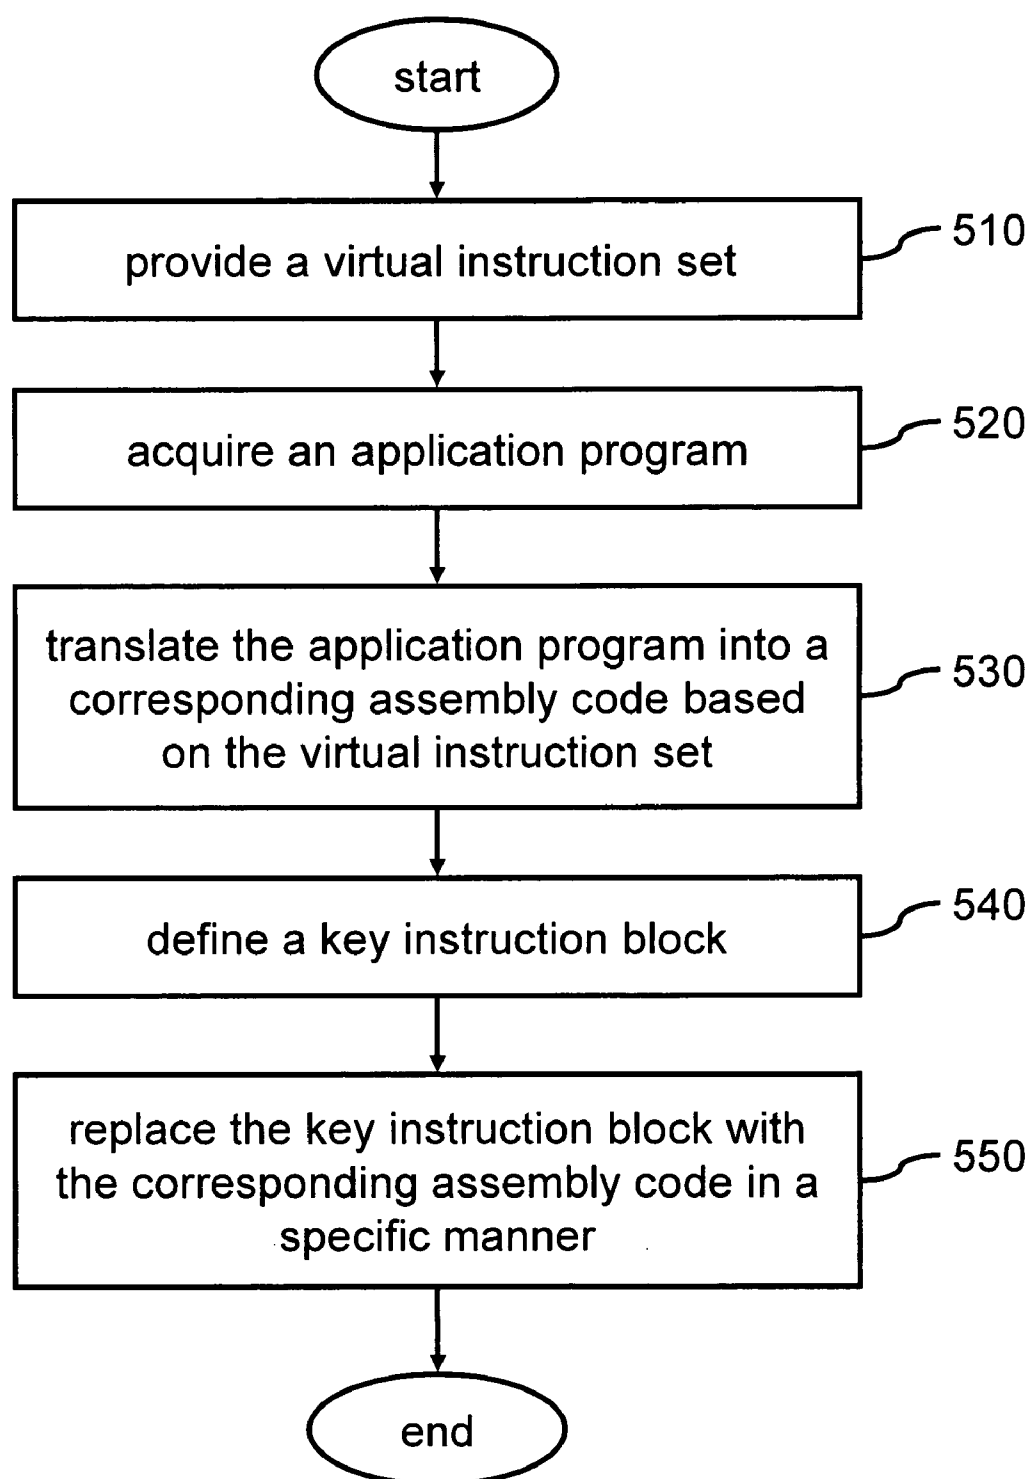 start
provide a virtual instruction set
510
acquire an application program
520
translate the application program into a
corresponding assembly code based
on the virtual instruction set
530
define a key instruction block
540
replace the key instruction block with
the corresponding assembly code in a
specific manner
550
end